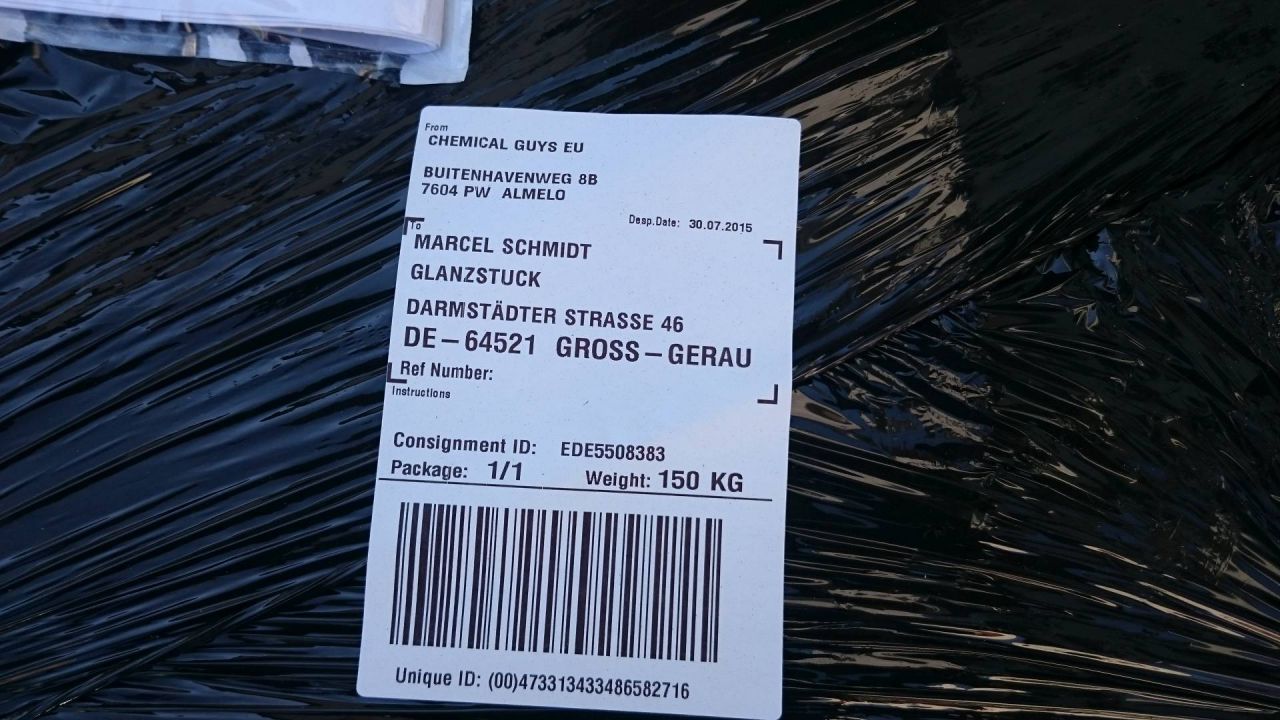 From
CHEMICAL GUYS EU
BUITENHAVENWEG 8B
7604 PW ALMELO
Desp.Date: 30.07.2015
To
MARCEL SCHMIDT
GLANZSTUCK
DARMSTÄDTER STRASSE 46
DE-64521 GROSS-GERAU
Ref Number:
Instructions
Consignment ID: EDE5508383
Package: 1/1 Weight: 150 KG
Unique ID: (00)473313433486582716